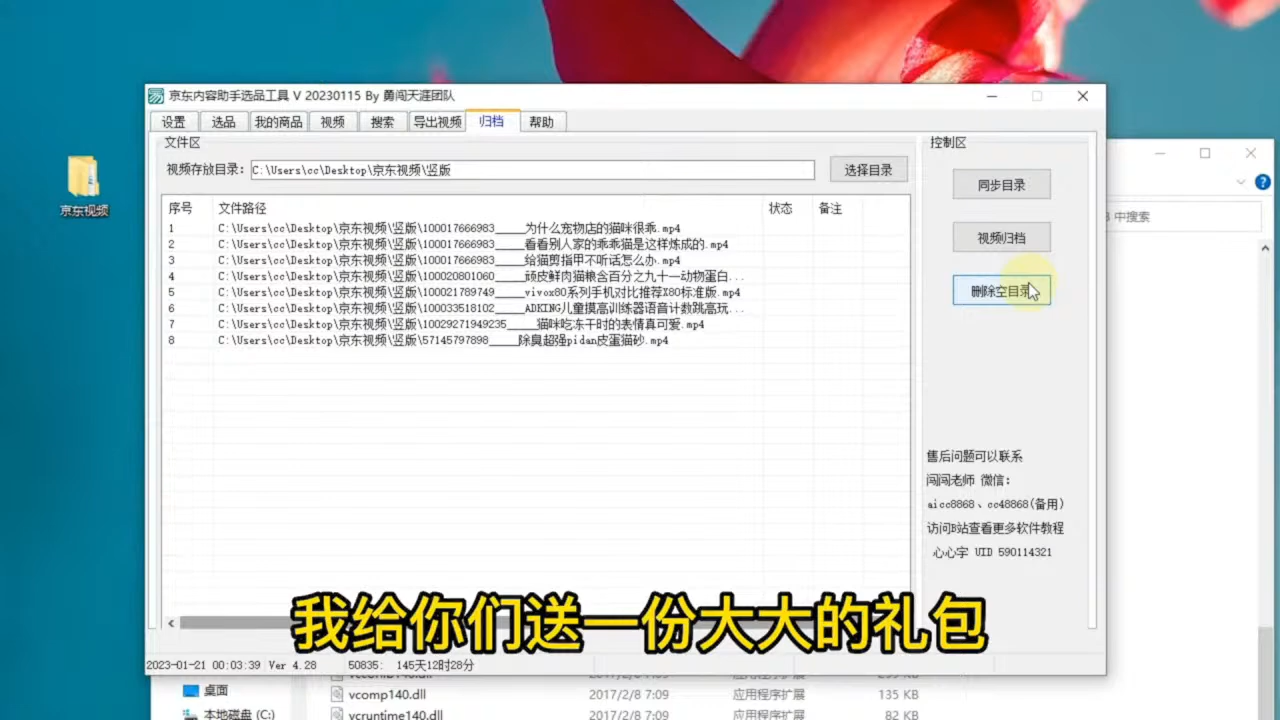 京东内容助手选品工具 V 20230115 By 勇闯天涯团队
设置 选品 我的商品 视频 搜索 导出视频 归档 帮助
文件区
控制区
视频存放目录: C:\Users\cc\Desktop\京东视频\竖版 选择目录
同步目录
视频归档
删除空目录
序号 文件路径 状态 备注
1 C:\Users\cc\Desktop\京东视频\竖版\100017666983_____为什么宠物店的猫咪很乖.mp4
2 C:\Users\cc\Desktop\京东视频\竖版\100017666983_____看看别人家的乖乖猫是这样炼成的.mp4
3 C:\Users\cc\Desktop\京东视频\竖版\100017666983_____给猫剪指甲不听话怎么办.mp4
4 C:\Users\cc\Desktop\京东视频\竖版\100020801060_____顽皮鲜肉猫粮含百分之九十一动物蛋白...
5 C:\Users\cc\Desktop\京东视频\竖版\100021789749_____vivox80系列手机对比推荐X80标准版.mp4
6 C:\Users\cc\Desktop\京东视频\竖版\100033518102_____ADKING儿童摸高训练器语音计数跳高玩...
7 C:\Users\cc\Desktop\京东视频\竖版\10029271949235_____猫咪吃冻干时的表情真可爱.mp4
8 C:\Users\cc\Desktop\京东视频\竖版\57145797898_____除臭超强pidan皮蛋猫砂.mp4
售后问题可以联系
闯闯老师 微信:
aicc8868、cc48868(备用)
访问B站查看更多软件教程
心心字 UID 590114321
京东视频
中搜索
我给你们送一份大大的礼包
2023-01-21 00:03:39 Ver 4.28 50835: 145天12时28分
桌面
vcomp140.dll 2017/2/8 7:09 应用程序扩展 135 KB
本地磁盘 (C:)
vcruntime140.dll 2017/2/8 7:09 应用程序扩展 82 KB